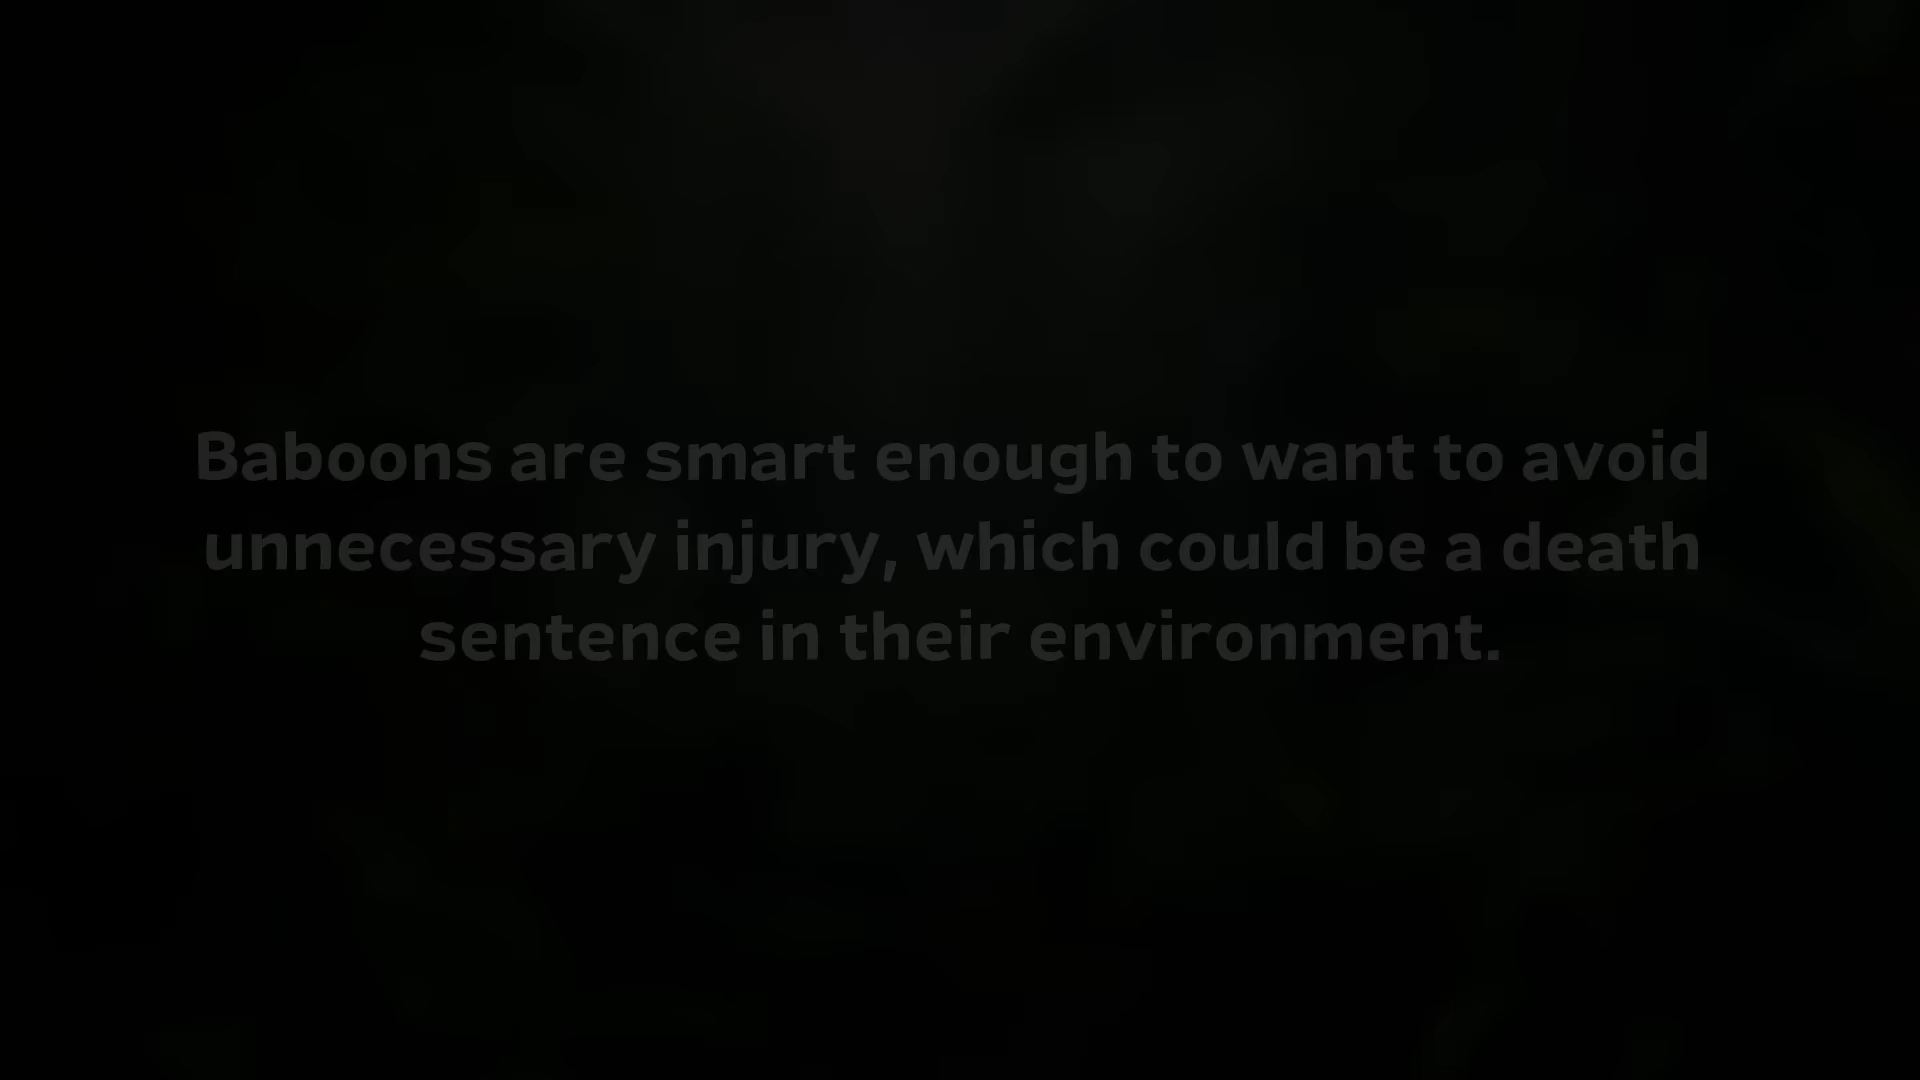 Baboons are smart enough to want to avoid
unnecessary injury, which could be a death
sentence in their environment.